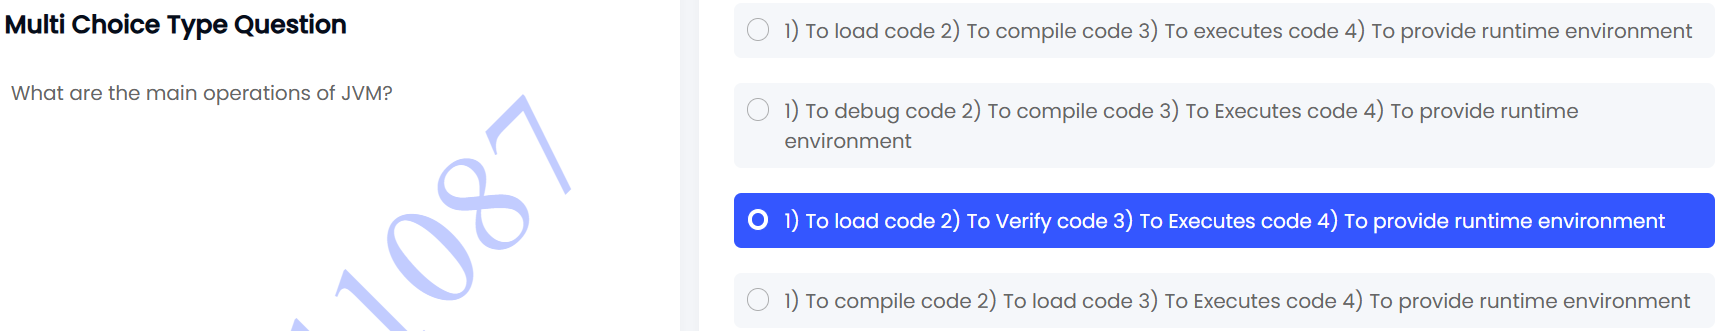 Multi Choice Type Question
What are the main operations of JVM?
1) To load code 2) To compile code 3) To executes code 4) To provide runtime environment
1) To debug code 2) To compile code 3) To Executes code 4) To provide runtime
environment
1) To load code 2) To Verify code 3) To Executes code 4) To provide runtime environment
1) To compile code 2) To load code 3) To Executes code 4) To provide runtime environment
11087